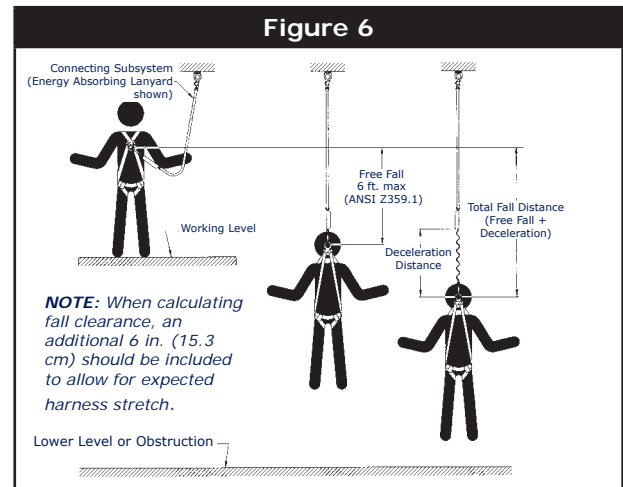 Figure 6
Connecting Subsystem
(Energy Absorbing Lanyard
shown)
Free Fall
6 ft. max
(ANSI Z359.1)
Total Fall Distance
(Free Fall +
Deceleration)
Working Level
Deceleration
Distance
NOTE: When calculating
fall clearance, an
additional 6 in. (15.3
cm) should be included
to allow for expected
harness stretch.
Lower Level or Obstruction